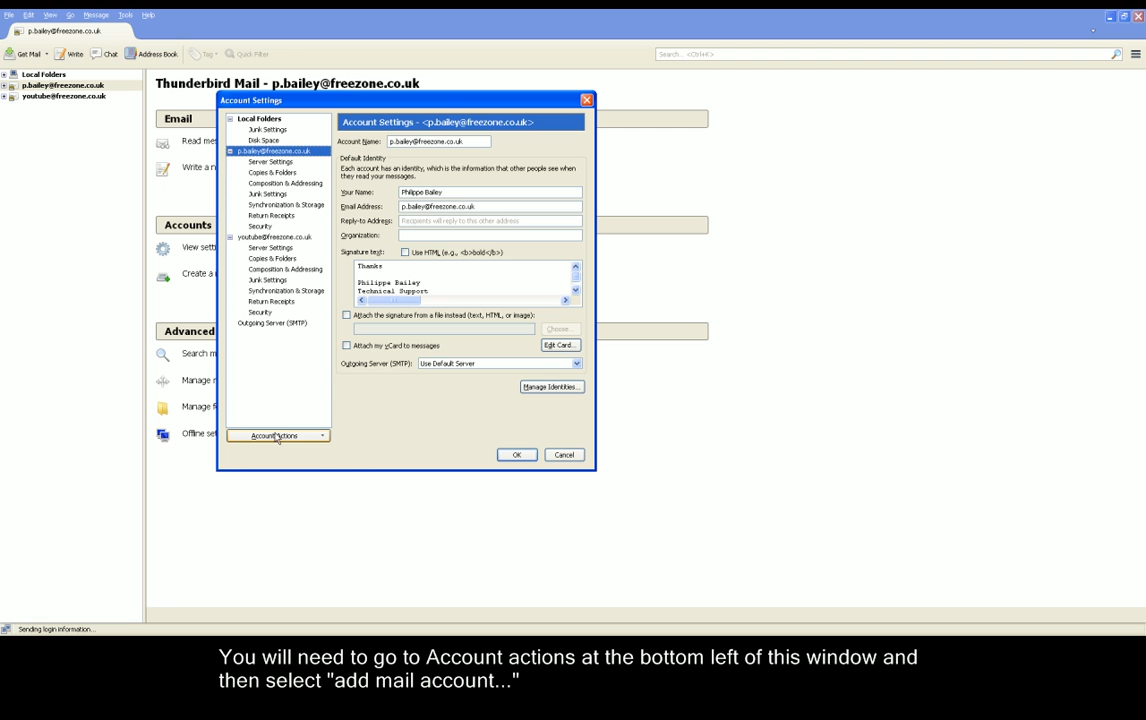 File Edit View Go Message Tools Help
p.bailey@freezone.co.uk
Get Mail Write Chat Address Book Tag Quick Filter Search... <Ctrl+K>
Local Folders
p.bailey@freezone.co.uk
youtube@freezone.co.uk
Thunderbird Mail - p.bailey@freezone.co.uk
Email
Read mes
Write a n
Accounts
View sett
Create a n
Advanced
Search m
Manage m
Manage f
Offline set
Account Settings
Local Folders
Junk Settings
Disk Space
p.bailey@freezone.co.uk
Server Settings
Copies & Folders
Composition & Addressing
Junk Settings
Synchronization & Storage
Return Receipts
Security
youtube@freezone.co.uk
Server Settings
Copies & Folders
Composition & Addressing
Junk Settings
Synchronization & Storage
Return Receipts
Security
Outgoing Server (SMTP)
Account Actions
Account Settings - <p.bailey@freezone.co.uk>
Account Name: p.bailey@freezone.co.uk
Default Identity
Each account has an identity, which is the information that other people see when
they read your messages.
Your Name: Philippe Bailey
Email Address: p.bailey@freezone.co.uk
Reply-to Address: Recipients will reply to this other address
Organization:
Signature text: Use HTML (e.g., <b>bold</b>)
Thanks
Philippe Bailey
Technical Support
Attach the signature from a file instead (text, HTML, or image):
Choose...
Attach my vCard to messages Edit Card...
Outgoing Server (SMTP): Use Default Server
Manage Identities...
OK Cancel
Sending login information...
You will need to go to Account actions at the bottom left of this window and
then select "add mail account..."